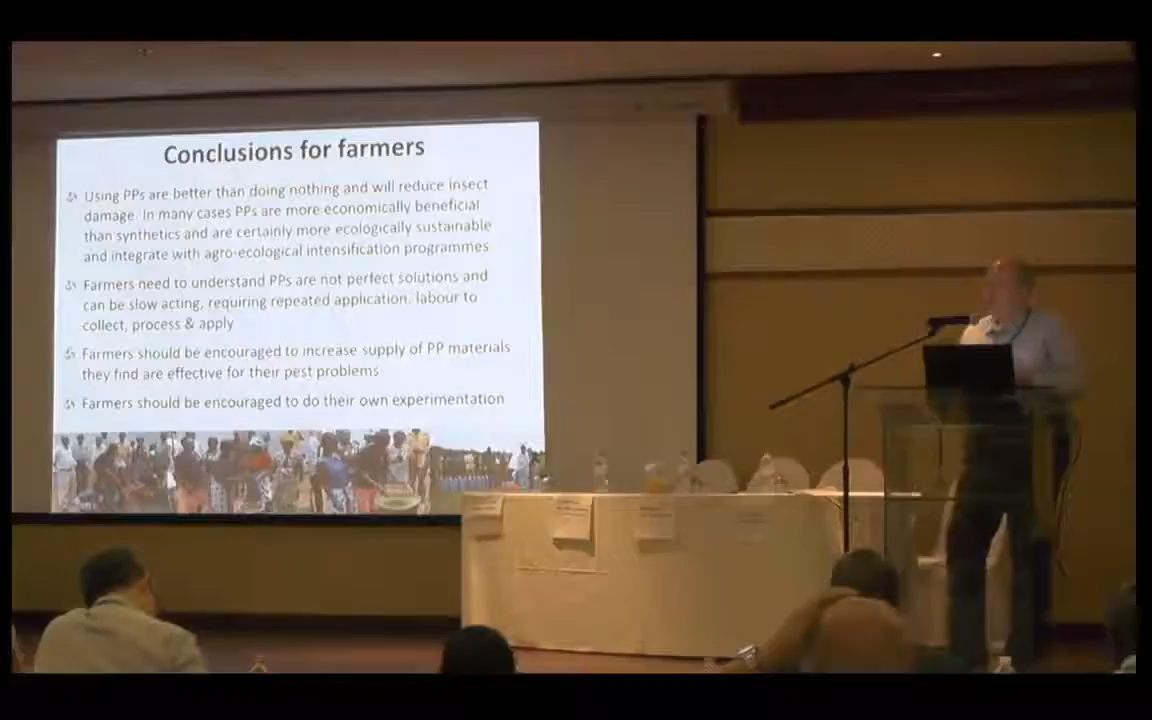 Conclusions for farmers
Using PPs are better than doing nothing and will reduce insect
damage. In many cases PPs are more economically beneficial
than synthetics and are certainly more ecologically sustainable
and integrate with agro-ecological intensification programmes
Farmers need to understand PPs are not perfect solutions and
can be slow acting, requiring repeated application, labour to
collect, process & apply
Farmers should be encouraged to increase supply of PP materials
they find are effective for their pest problems
Farmers should be encouraged to do their own experimentation